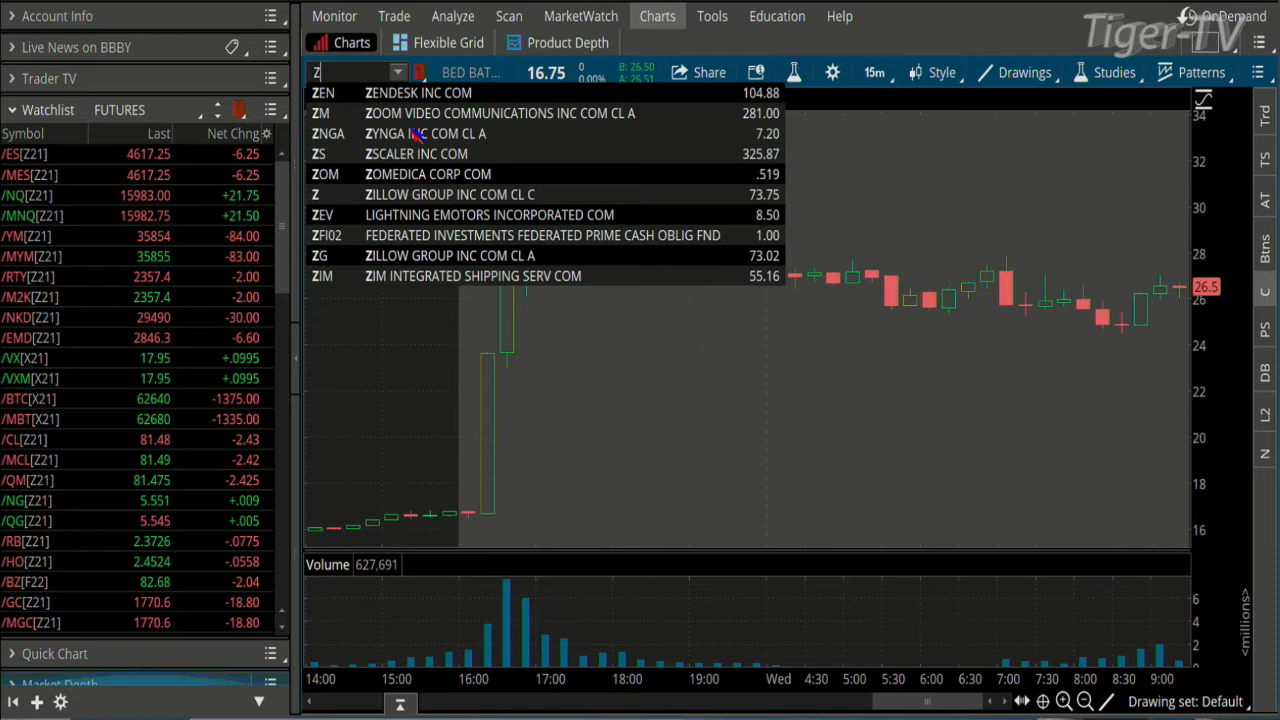 Account Info
Live News on BBBY
Trader TV
Watchlist FUTURES
Symbol Last Net Chng
/ES[Z21] 4617.25 -6.25
/MES[Z21] 4617.25 -6.25
/NQ[Z21] 15983.00 +21.75
/MNQ[Z21] 15982.75 +21.50
/YM[Z21] 35854 -84.00
/MYM[Z21] 35855 -83.00
/RTY[Z21] 2357.4 -2.00
/M2K[Z21] 2357.4 -2.00
/NKD[Z21] 29490 -30.00
/EMD[Z21] 2846.3 -6.60
/VX[X21] 17.95 +.0995
/VXM[X21] 17.95 +.0995
/BTC[X21] 62640 -1375.00
/MBT[X21] 62680 -1335.00
/CL[Z21] 81.48 -2.43
/MCL[Z21] 81.49 -2.42
/QM[Z21] 81.475 -2.425
/NG[Z21] 5.551 +.009
/QG[Z21] 5.545 +.005
/RB[Z21] 2.3726 -.0775
/HO[Z21] 2.4524 -.0558
/BZ[F22] 82.68 -2.04
/GC[Z21] 1770.6 -18.80
/MGC[Z21] 1770.6 -18.80
Quick Chart
Market Depth
Monitor Trade Analyze Scan MarketWatch Charts Tools Education Help
OnDemand
Tiger-TV
Charts Flexible Grid Product Depth
Z BED BAT... 16.75 0 0.00% B: 26.50 A: 26.51 Share 15m Style Drawings Studies Patterns
ZEN ZENDESK INC COM 104.88
ZM ZOOM VIDEO COMMUNICATIONS INC COM CL A 281.00
ZNGA ZYNGA INC COM CL A 7.20
ZS ZSCALER INC COM 325.87
ZOM ZOMEDICA CORP COM .519
Z ZILLOW GROUP INC COM CL C 73.75
ZEV LIGHTNING EMOTORS INCORPORATED COM 8.50
ZFI02 FEDERATED INVESTMENTS FEDERATED PRIME CASH OBLIG FND 1.00
ZG ZILLOW GROUP INC COM CL A 73.02
ZIM ZIM INTEGRATED SHIPPING SERV COM 55.16
34
32
30
28
26.5
26
24
22
20
18
16
Volume 627,691
6
4
2
0
<millions>
14:00 15:00 16:00 17:00 18:00 19:00 Wed 4:30 5:00 5:30 6:00 6:30 7:00 7:30 8:00 8:30 9:00
Drawing set: Default
Trd
TS
AT
Btns
C
PS
DB
L2
N